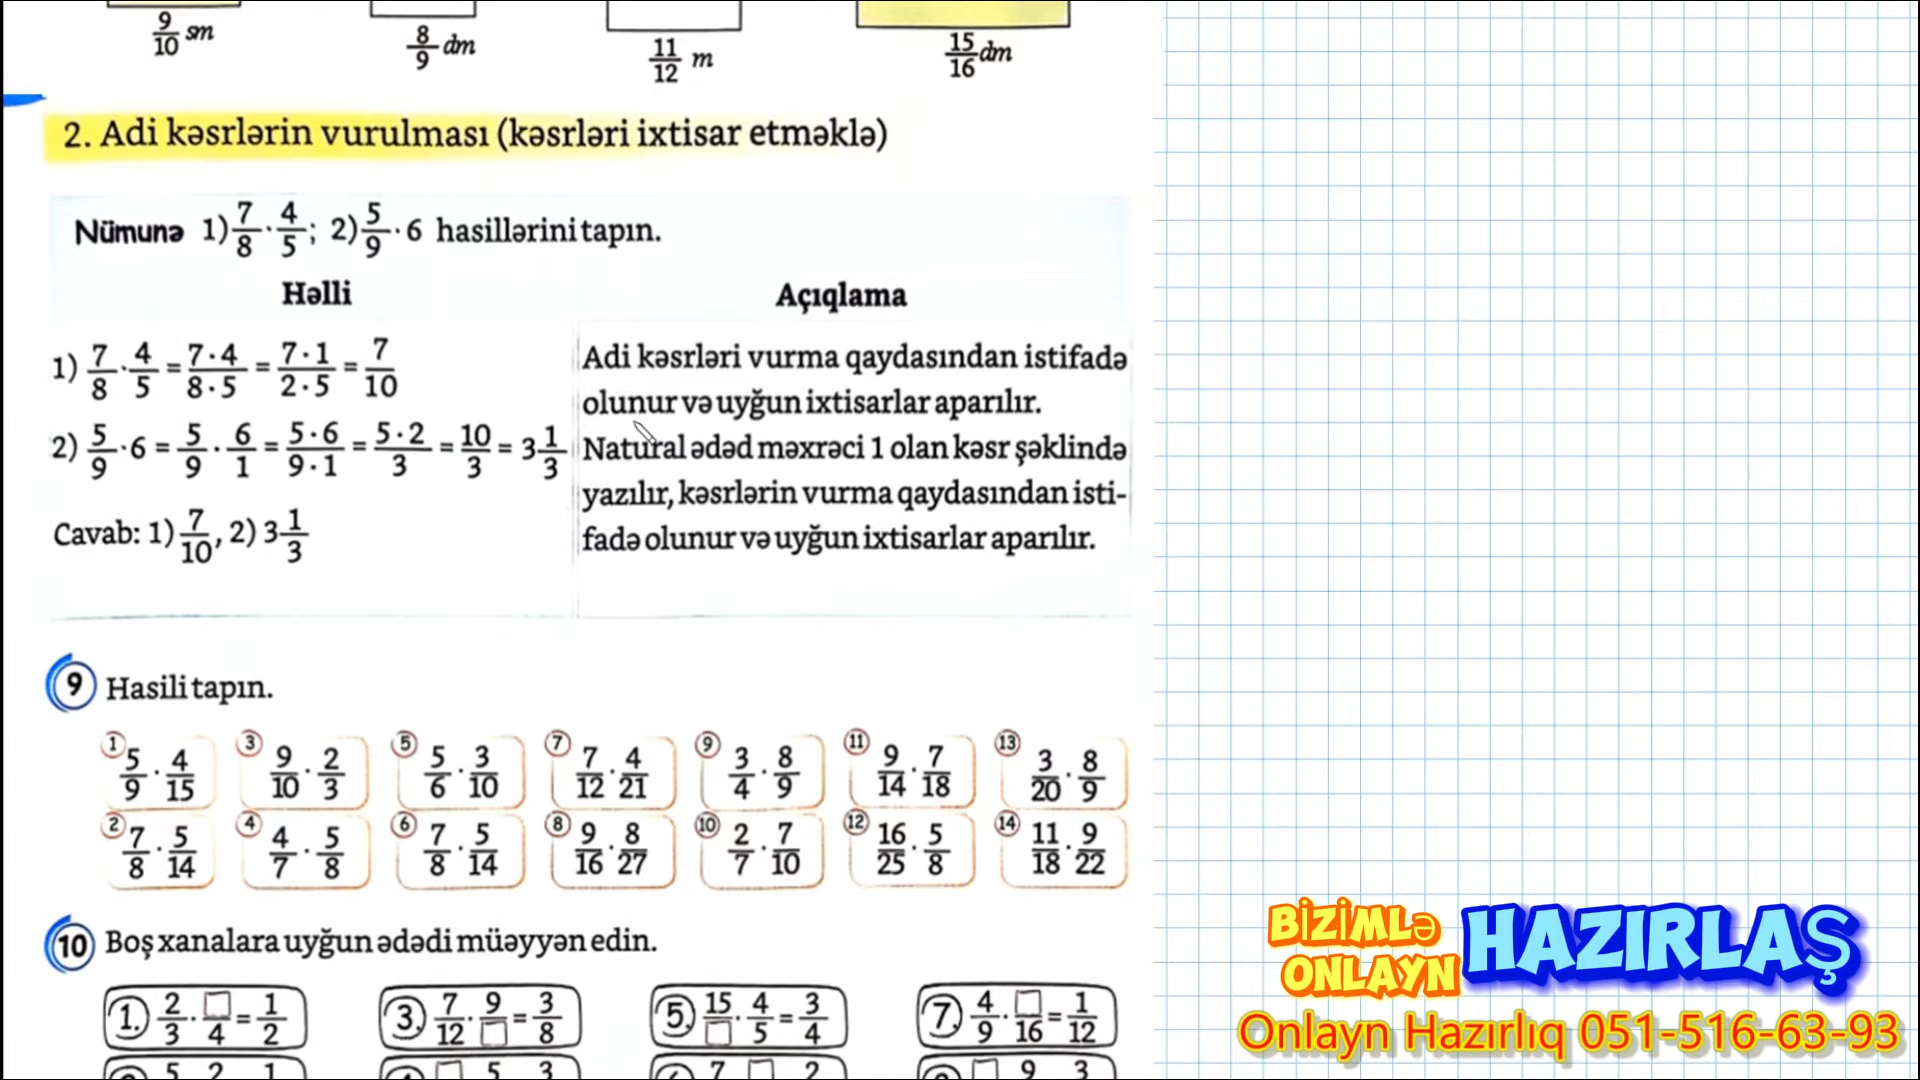 9/10 sm 8/9 dm 11/12 m 15/16 dm
2. Adi kəsrlərin vurulması (kəsrləri ixtisar etməklə)
Nümunə 1) 7/8 · 4/5; 2) 5/9 · 6 hasillərini tapın.
Həlli
1) 7/8 · 4/5 = 7·4/8·5 = 7·1/2·5 = 7/10
2) 5/9 · 6 = 5/9 · 6/1 = 5·6/9·1 = 5·2/3 = 10/3 = 3 1/3
Cavab: 1) 7/10, 2) 3 1/3
Açıqlama
Adi kəsrləri vurma qaydasından istifadə
olunur və uyğun ixtisarlar aparılır.
Natural ədəd məxrəci 1 olan kəsr şəklində
yazılır, kəsrlərin vurma qaydasından isti-
fadə olunur və uyğun ixtisarlar aparılır.
9 Hasili tapın.
1 5/9 · 4/15 3 9/10 · 2/3 5 5/6 · 3/10 7 7/12 · 4/21 9 3/4 · 8/9 11 9/14 · 7/18 13 3/20 · 8/9
2 7/8 · 5/14 4 4/7 · 5/8 6 7/8 · 5/14 8 9/16 · 8/27 10 2/7 · 7/10 12 16/25 · 5/8 14 11/18 · 9/22
10 Boş xanalara uyğun ədədi müəyyən edin.
1. 2/3 · □/4 = 1/2 3. 7/12 · 9/□ = 3/8 5. 15/□ · 4/5 = 3/4 7. 4/9 · □/16 = 1/12
5 2 1 □ 5 3 7 □ 2 □ 9 3
BİZİMLƏ
ONLAYN
HAZIRLAŞ
Onlayn Hazırlıq 051-516-63-93